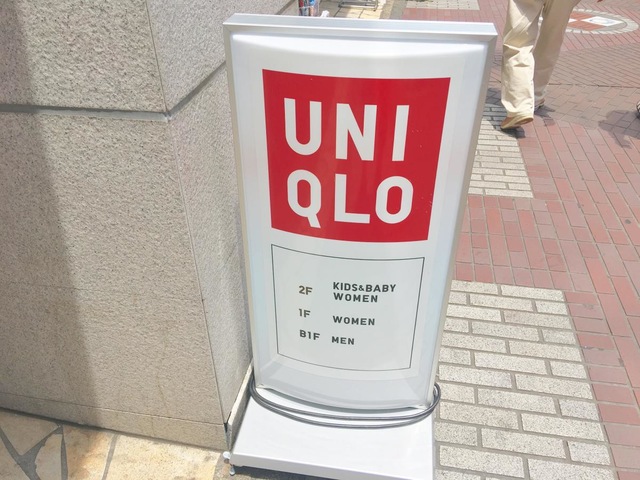 UNI
QLO
2F KIDS&BABY
WOMEN
1F WOMEN
B1F MEN